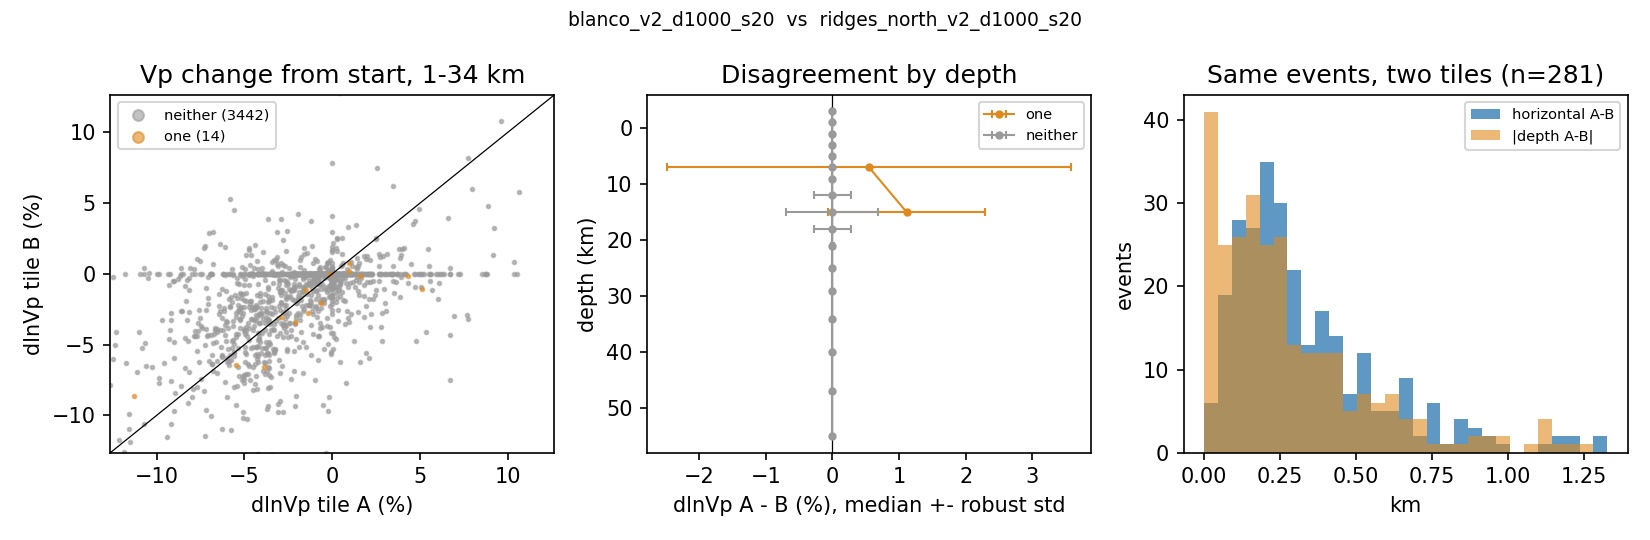 blanco_v2_d1000_s20  vs  ridges_north_v2_d1000_s20
Vp change from start, 1-34 km
neither (3442)
one (14)
10
5
0
−5
−10
dlnVp tile B (%)
−10
−5
0
5
10
dlnVp tile A (%)
Disagreement by depth
one
neither
0
10
20
30
40
50
depth (km)
−2
−1
0
1
2
3
dlnVp A - B (%), median +- robust std
Same events, two tiles (n=281)
horizontal A-B
|depth A-B|
40
30
20
10
0
events
0.00
0.25
0.50
0.75
1.00
1.25
km